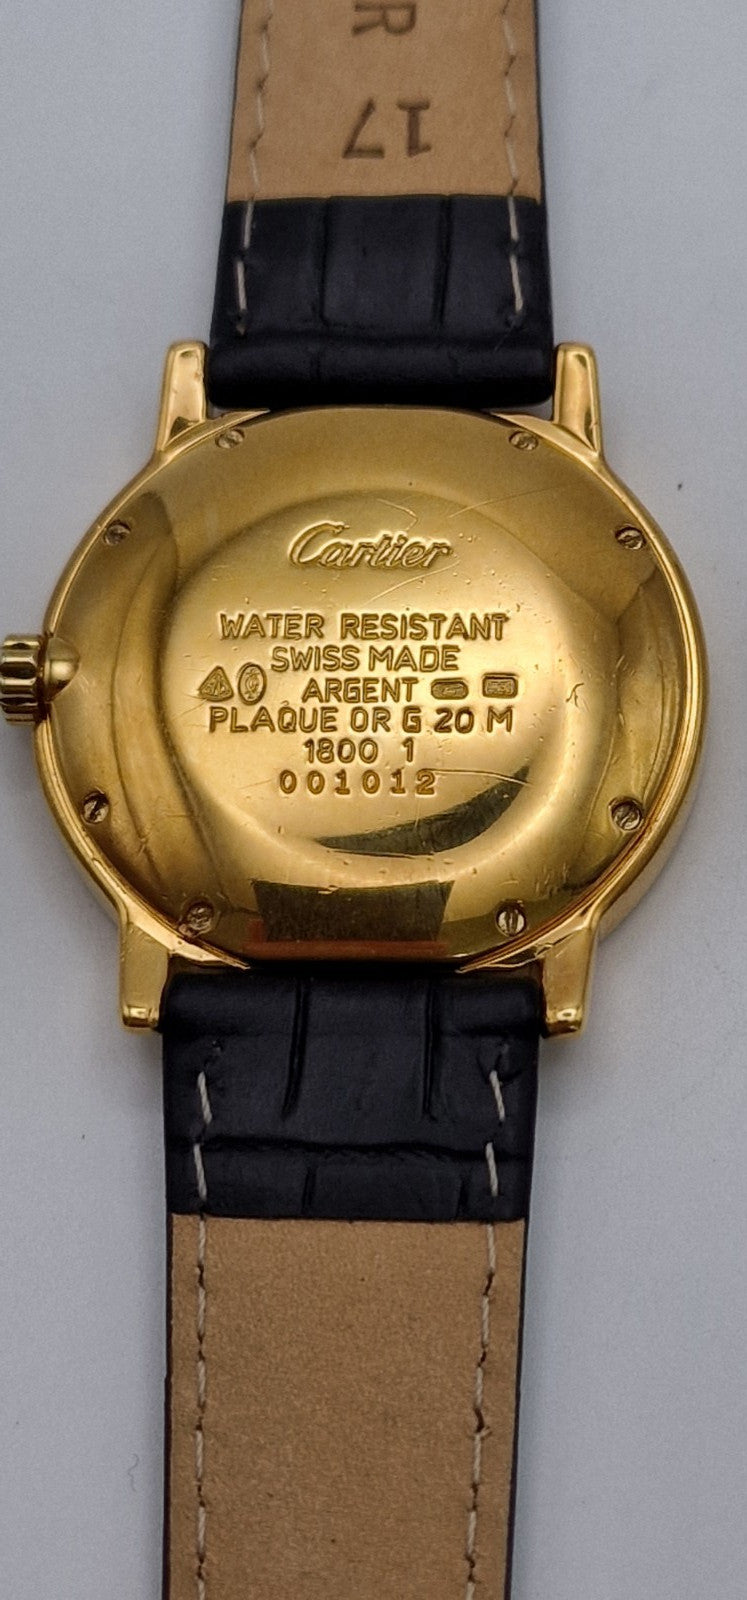 R
17
Cartier
WATER RESISTANT
SWISS MADE
ARGENT
PLAQUE OR G 20 M
1800 1
001012